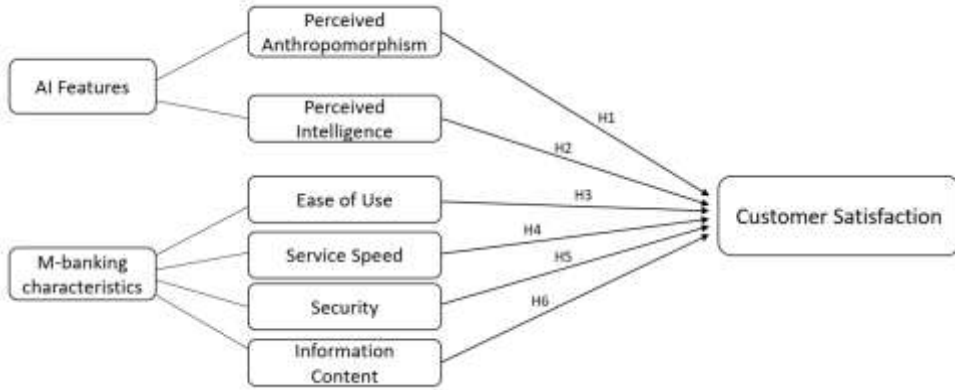 Perceived
Anthropomorphism
AI Features
Perceived
Intelligence
H1
H2
Ease of Use
H3
Customer Satisfaction
Service Speed
H4
M-banking
characteristics
H5
Security
H6
Information
Content